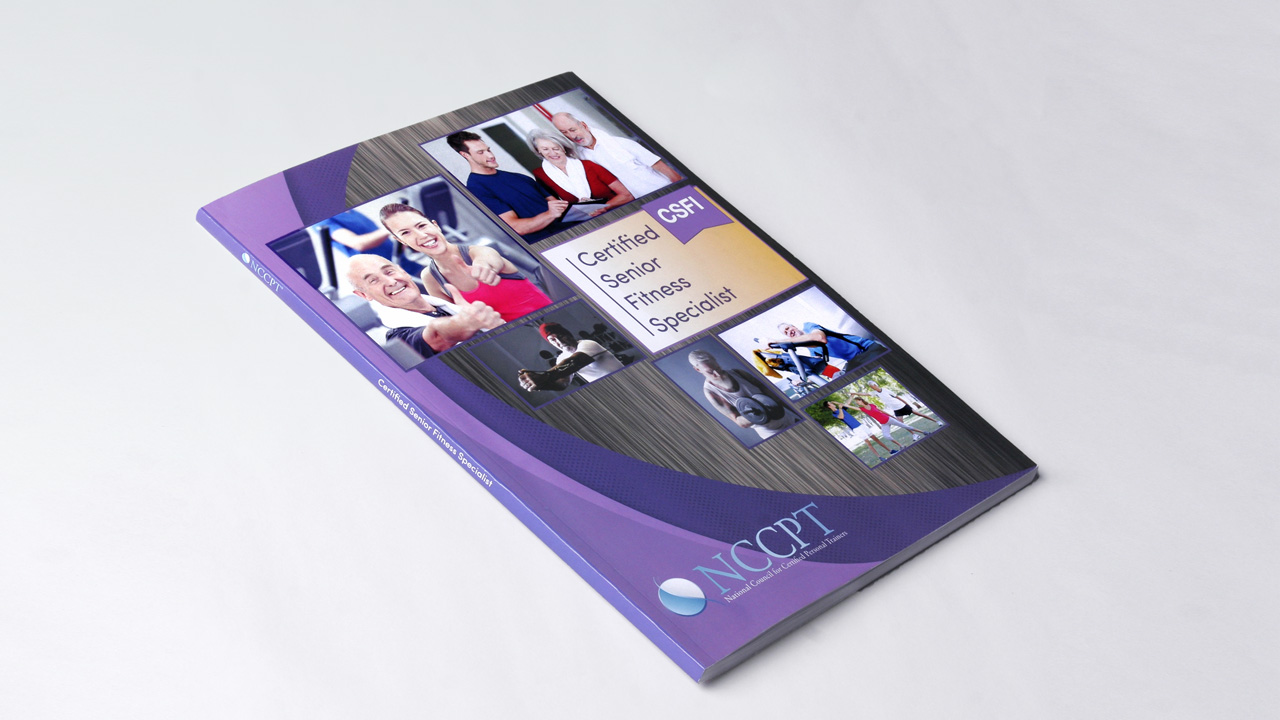 CSFI
Certified
Senior
Fitness
Specialist
NCCPT
National Council for Certified Personal Trainers
NCCPT
Certified Senior Fitness Specialist